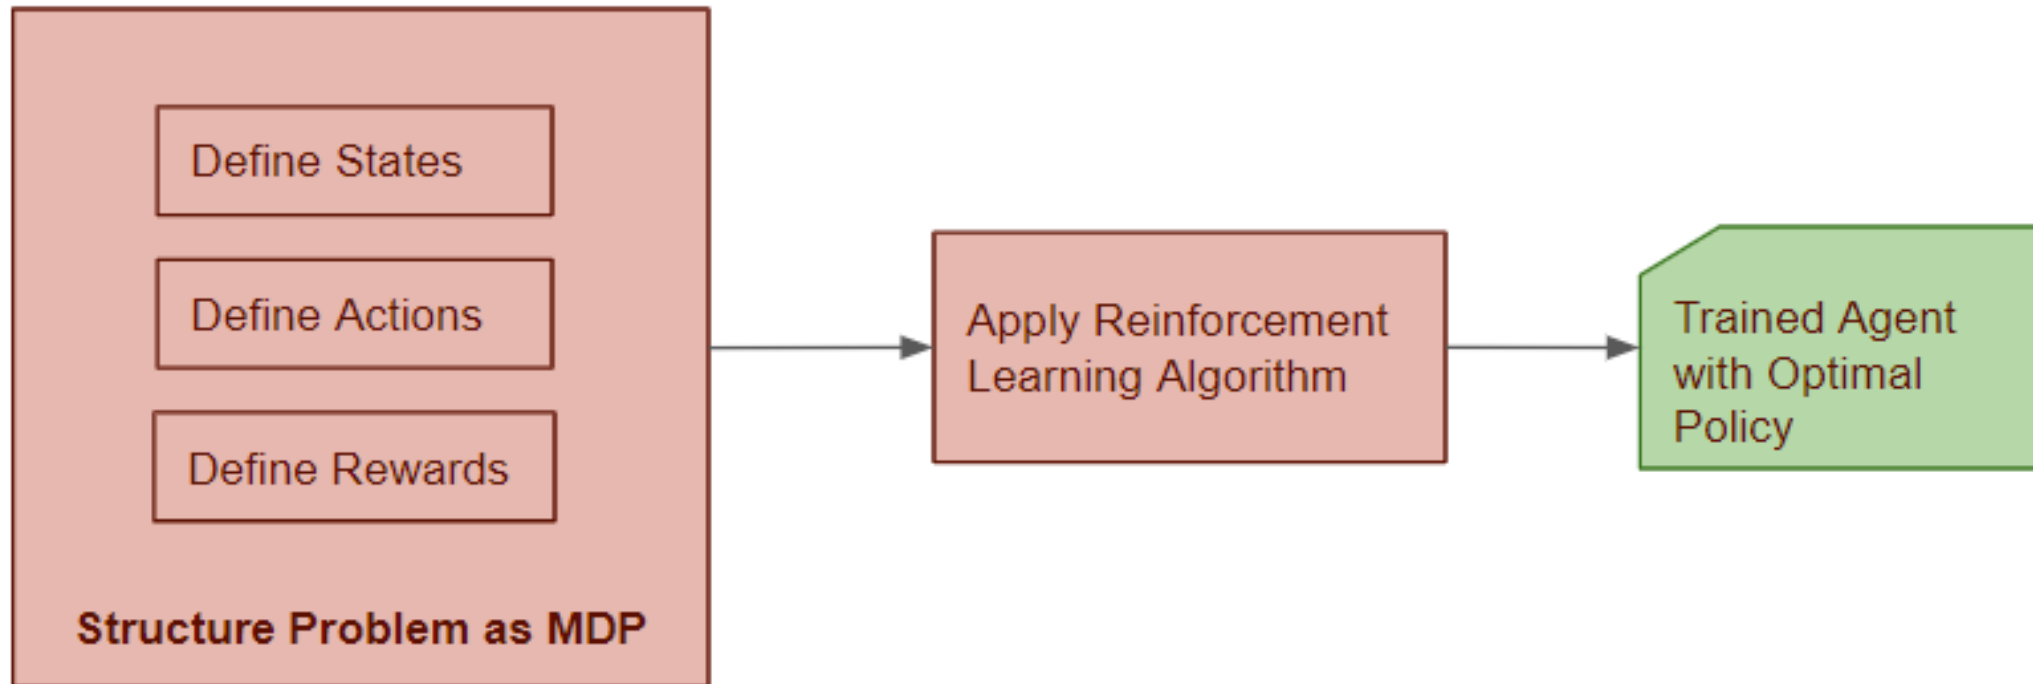 Define States
Define Actions
Define Rewards
Structure Problem as MDP
Apply Reinforcement
Learning Algorithm
Trained Agent
with Optimal
Policy